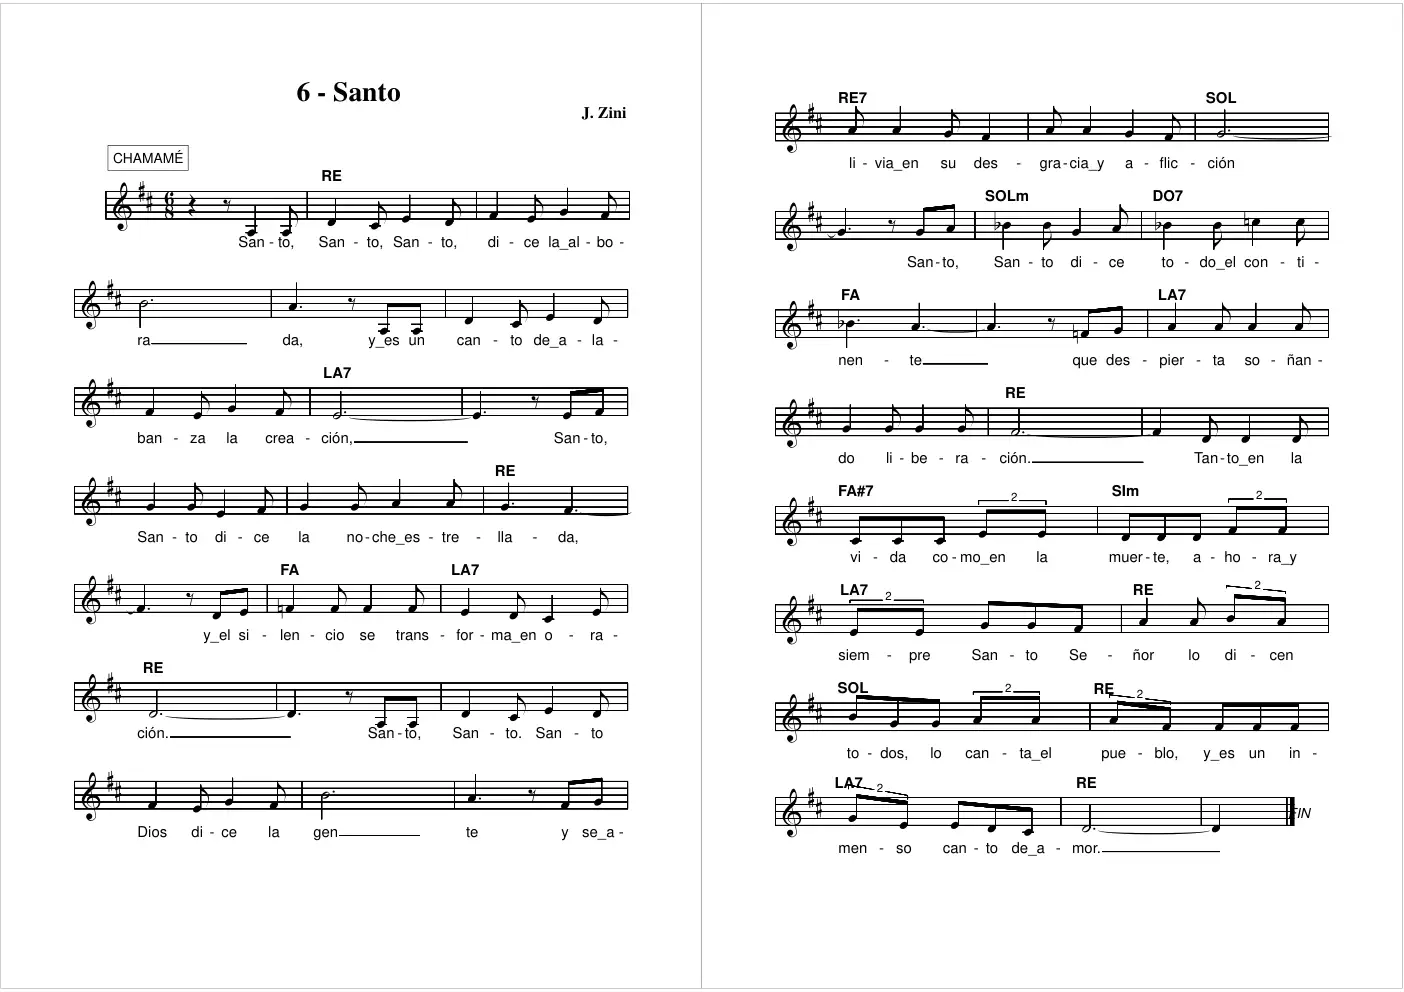 6 - Santo
J. Zini
CHAMAMÉ
RE
San - to, San - to, San - to, di - ce la_al - bo -
ra da, y_es un can - to de_a - la -
LA7
ban - za la crea - ción, San - to,
RE
San - to di - ce la no - che_es - tre - lla - da,
FA LA7
y_el si - len - cio se trans - for - ma_en o - ra -
RE
ción. San - to, San - to. San - to
Dios di - ce la gen te y se_a -
RE7 SOL
li - via_en su des - gra - cia_y a - flic - ción
SOLm DO7
San - to, San - to di - ce to - do_el con - ti -
FA LA7
nen - te que des - pier - ta so - ñan -
RE
do li - be - ra - ción. Tan - to_en la
FA#7 2 SIm 2
vi - da co - mo_en la muer - te, a - ho - ra_y
LA7 2 RE 2
siem - pre San - to Se - ñor lo di - cen
SOL 2 RE 2
to - dos, lo can - ta_el pue - blo, y_es un in -
LA7 2 RE
FIN
men - so can - to de_a - mor.